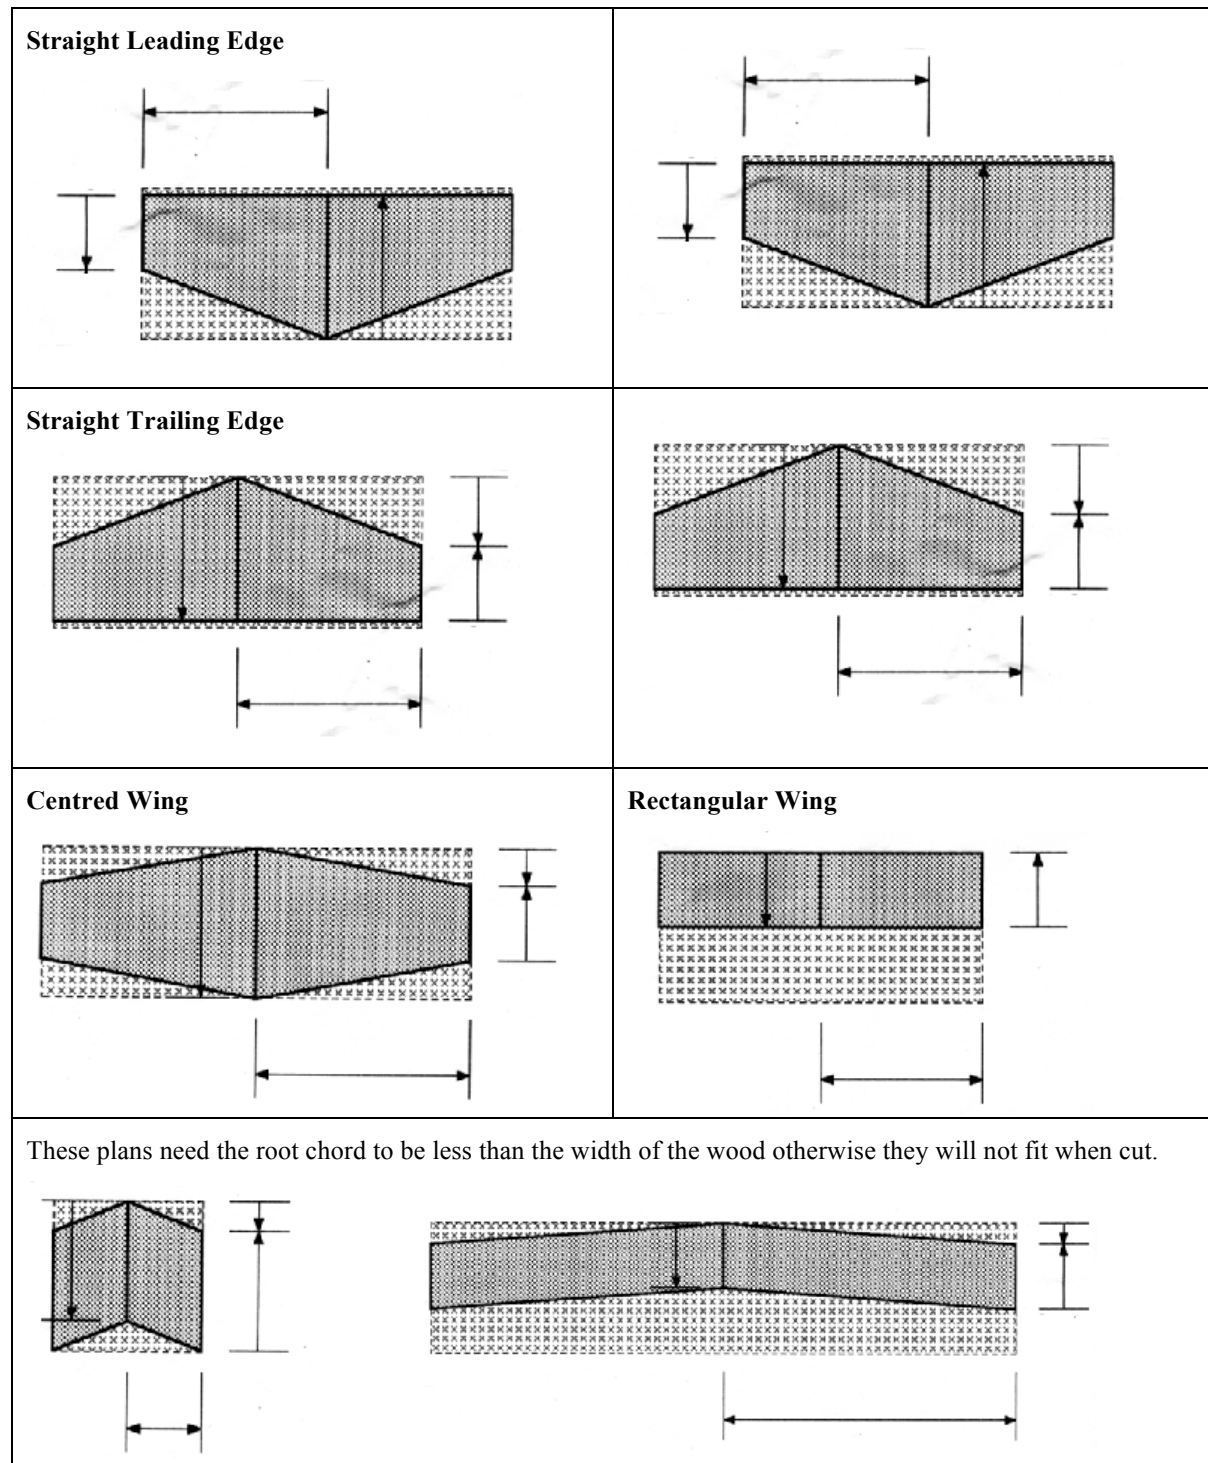 Straight Leading Edge
Straight Trailing Edge
Centred Wing
Rectangular Wing
These plans need the root chord to be less than the width of the wood otherwise they will not fit when cut.